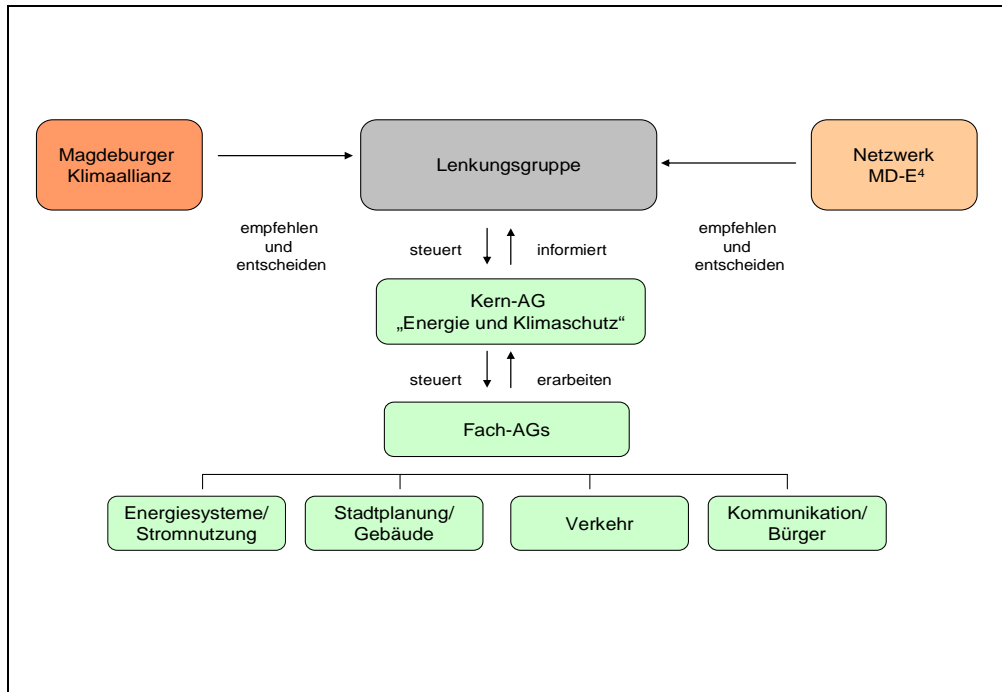 Magdeburger
Klimaallianz
Lenkungsgruppe
Netzwerk
MD-E⁴
empfehlen
und
entscheiden
steuert
informiert
empfehlen
und
entscheiden
Kern-AG
„Energie und Klimaschutz“
steuert
erarbeiten
Fach-AGs
Energiesysteme/
Stromnutzung
Stadtplanung/
Gebäude
Verkehr
Kommunikation/
Bürger